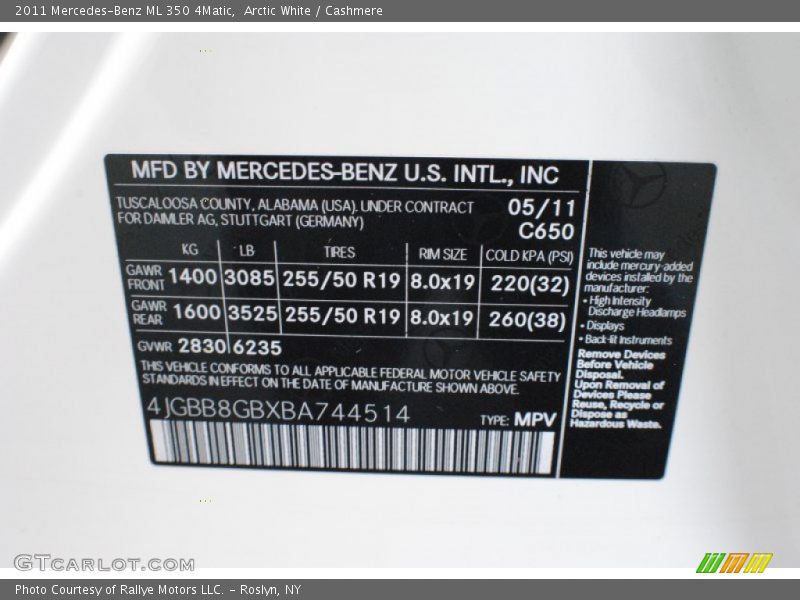 2011 Mercedes-Benz ML 350 4Matic,  Arctic White / Cashmere
MFD BY MERCEDES-BENZ U.S. INTL., INC
TUSCALOOSA COUNTY, ALABAMA (USA). UNDER CONTRACT
FOR DAIMLER AG, STUTTGART (GERMANY)
05/11
C650
KG LB TIRES RIM SIZE COLD KPA (PSI)
GAWR
FRONT 1400 3085 255/50 R19 8.0x19 220(32)
GAWR
REAR 1600 3525 255/50 R19 8.0x19 260(38)
GVWR 2830 6235
THIS VEHICLE CONFORMS TO ALL APPLICABLE FEDERAL MOTOR VEHICLE SAFETY
STANDARDS IN EFFECT ON THE DATE OF MANUFACTURE SHOWN ABOVE.
4JGBB8GBXBA744514
TYPE: MPV
This vehicle may
include mercury-added
devices installed by the
manufacturer:
• High Intensity
Discharge Headlamps
• Displays
• Back-lit Instruments
Remove Devices
Before Vehicle
Disposal.
Upon Removal of
Devices Please
Reuse, Recycle or
Dispose as
Hazardous Waste.
GTCARLOT.COM
Photo Courtesy of Rallye Motors LLC. - Roslyn, NY